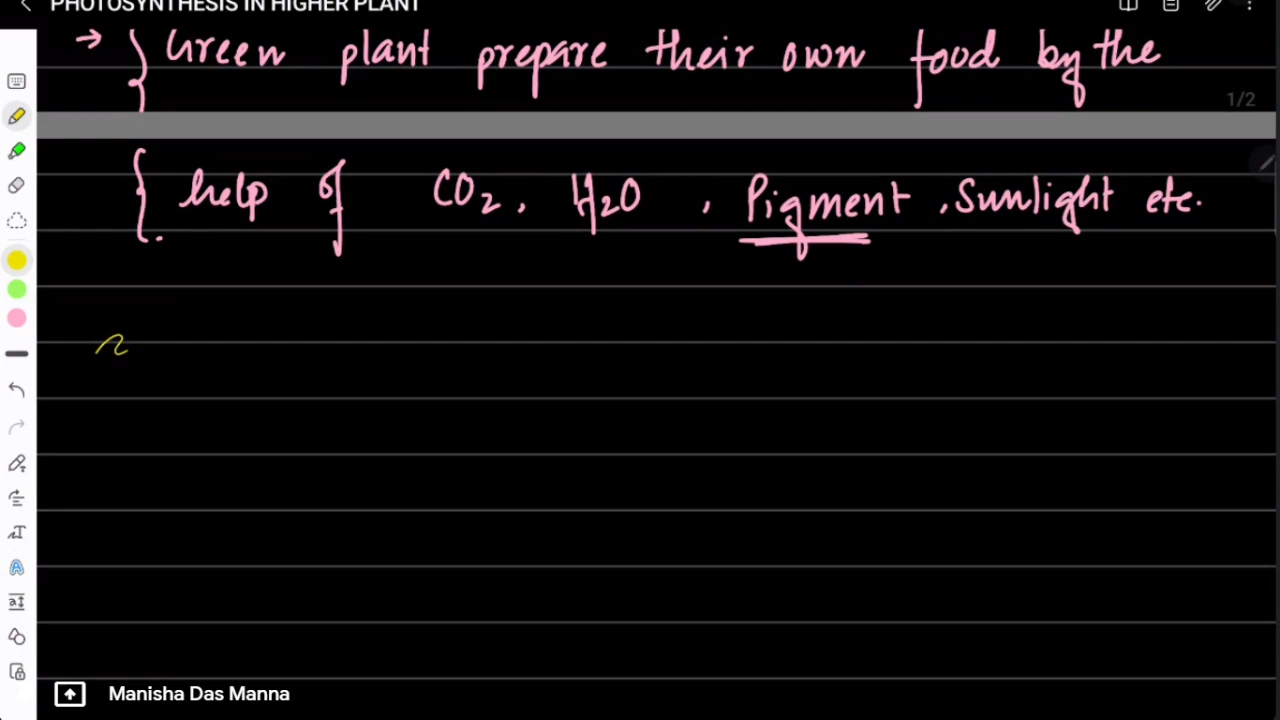 PHOTOSYNTHESIS IN HIGHER PLANT
→ { Green plant prepare their own food by the
1/2
{ help of CO₂, H₂O, Pigment, Sunlight etc.
Manisha Das Manna